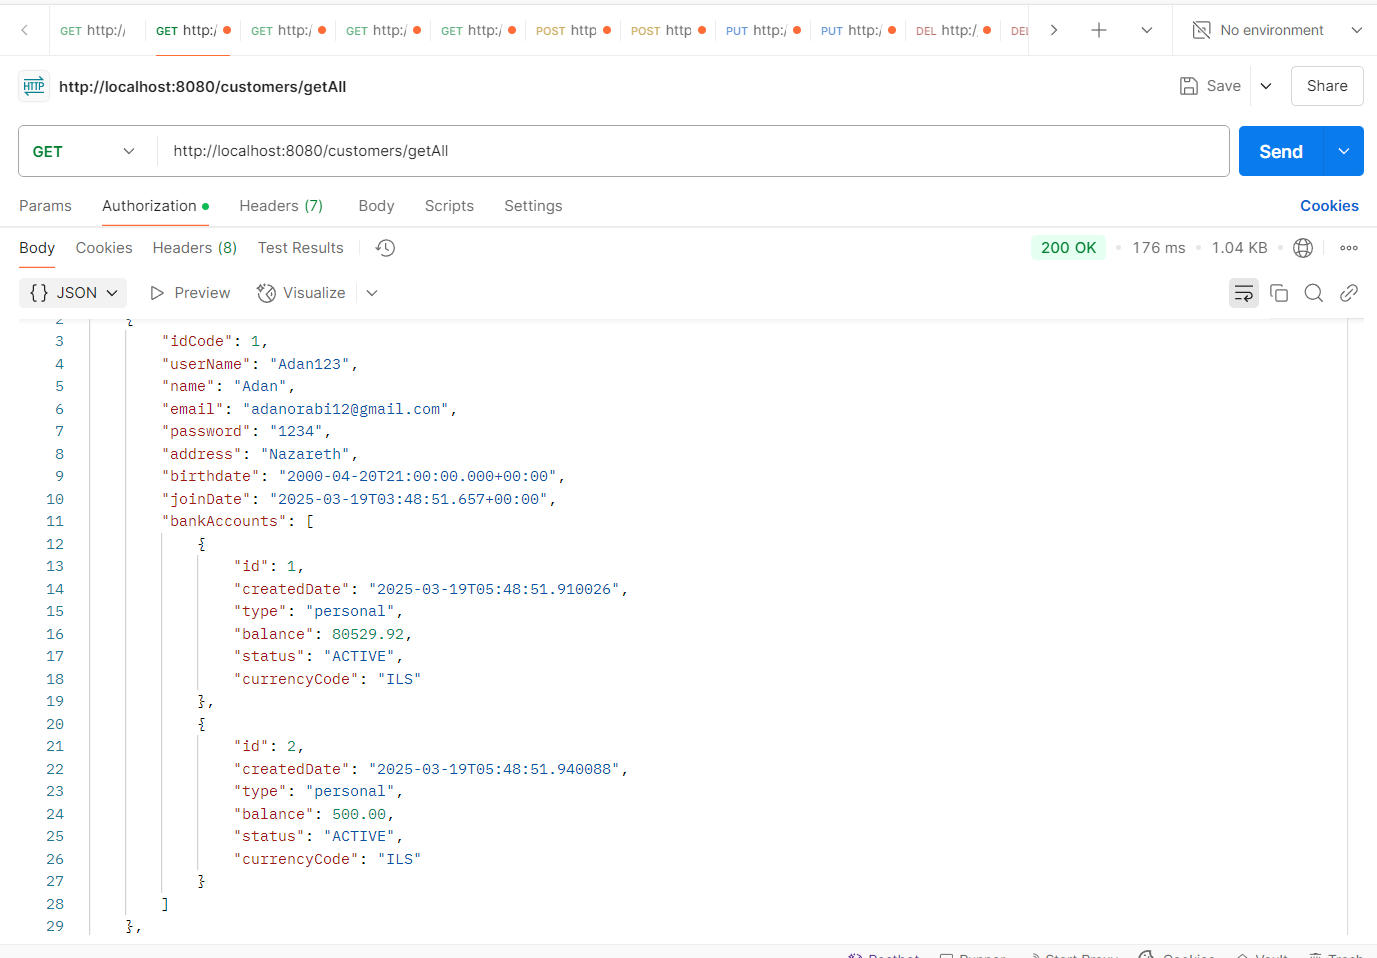 GET http:// GET http:/ GET http:/ GET http:/ GET http:/ POST http POST http PUT http:/ PUT http:/ DEL http:/ DEL No environment
HTTP http://localhost:8080/customers/getAll Save Share
GET http://localhost:8080/customers/getAll Send
Params Authorization Headers (7) Body Scripts Settings Cookies
Body Cookies Headers (8) Test Results 200 OK 176 ms 1.04 KB
{} JSON Preview Visualize
2 {
3 "idCode": 1,
4 "userName": "Adan123",
5 "name": "Adan",
6 "email": "adanorabi12@gmail.com",
7 "password": "1234",
8 "address": "Nazareth",
9 "birthdate": "2000-04-20T21:00:00.000+00:00",
10 "joinDate": "2025-03-19T03:48:51.657+00:00",
11 "bankAccounts": [
12 {
13 "id": 1,
14 "createdDate": "2025-03-19T05:48:51.910026",
15 "type": "personal",
16 "balance": 80529.92,
17 "status": "ACTIVE",
18 "currencyCode": "ILS"
19 },
20 {
21 "id": 2,
22 "createdDate": "2025-03-19T05:48:51.940088",
23 "type": "personal",
24 "balance": 500.00,
25 "status": "ACTIVE",
26 "currencyCode": "ILS"
27 }
28 ]
29 },
Postbot Runner Start Proxy Cookies Vault Trash